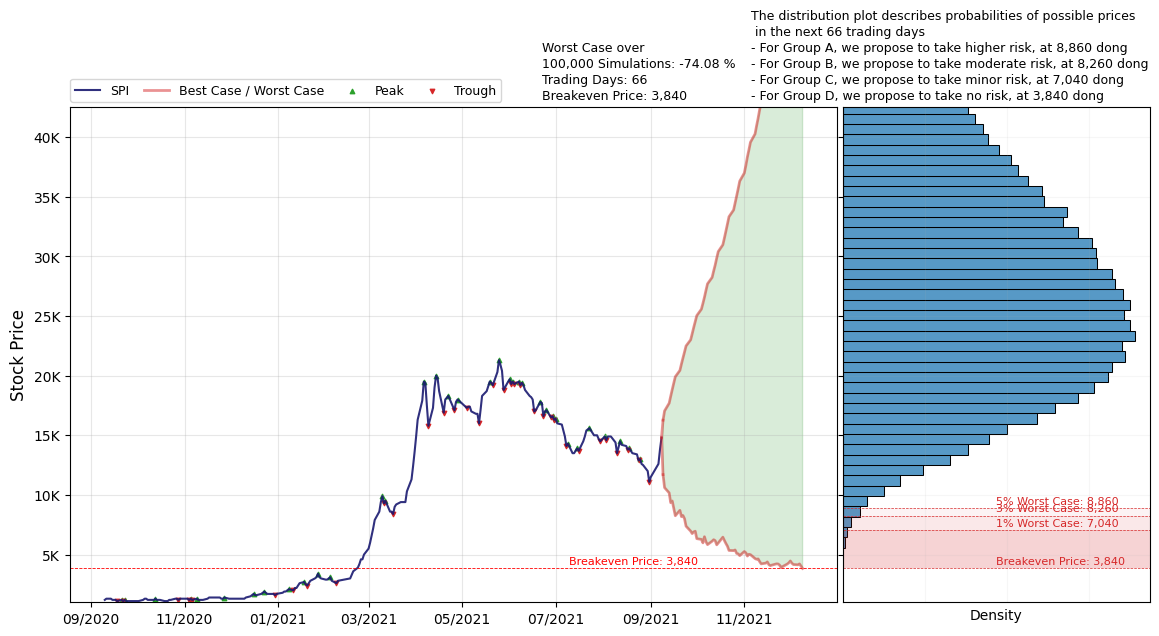 The distribution plot describes probabilities of possible prices
in the next 66 trading days
- For Group A, we propose to take higher risk, at 8,860 dong
- For Group B, we propose to take moderate risk, at 8,260 dong
- For Group C, we propose to take minor risk, at 7,040 dong
- For Group D, we propose to take no risk, at 3,840 dong
Worst Case over
100,000 Simulations: -74.08 %
Trading Days: 66
Breakeven Price: 3,840
SPI
Best Case / Worst Case
Peak
Trough
Stock Price
40K
35K
30K
25K
20K
15K
10K
5K
Breakeven Price: 3,840
09/2020
11/2020
01/2021
03/2021
05/2021
07/2021
09/2021
11/2021
5% Worst Case: 8,860
3% Worst Case: 8,260
1% Worst Case: 7,040
Breakeven Price: 3,840
Density